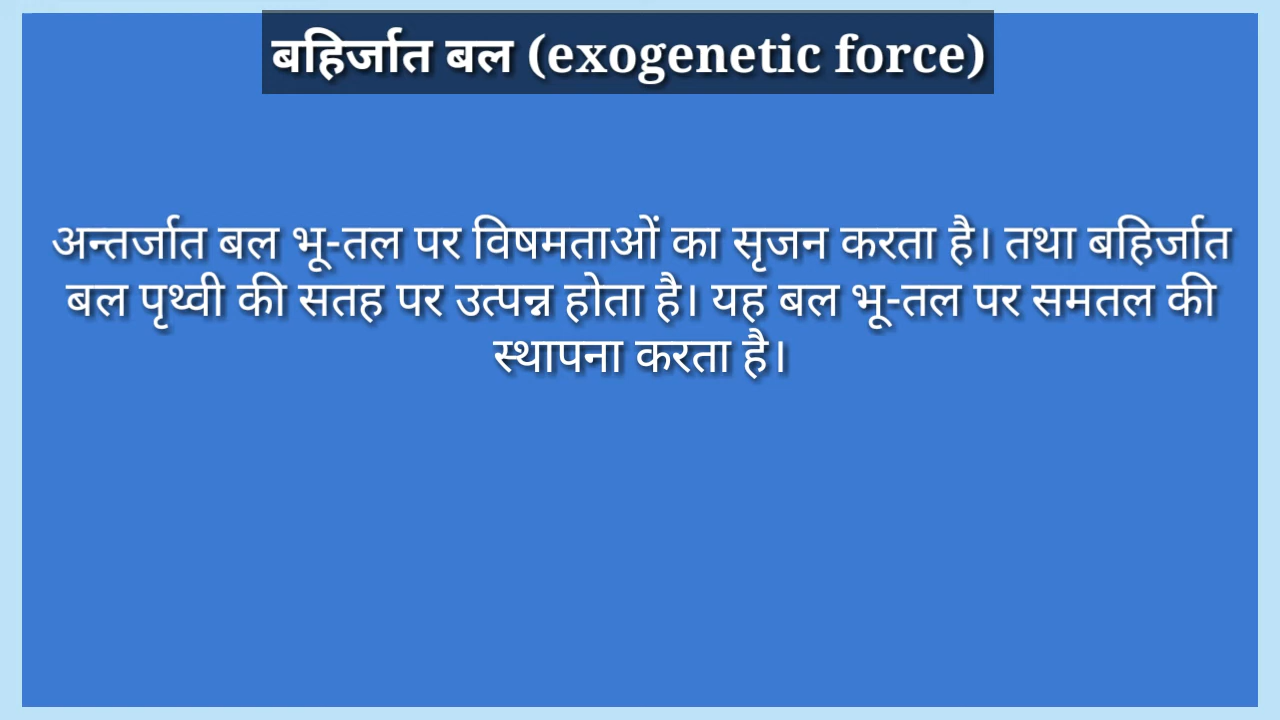 बहिर्जात बल (exogenetic force)
अन्तर्जात बल भू-तल पर विषमताओं का सृजन करता है। तथा बहिर्जात
बल पृथ्वी की सतह पर उत्पन्न होता है। यह बल भू-तल पर समतल की
स्थापना करता है।